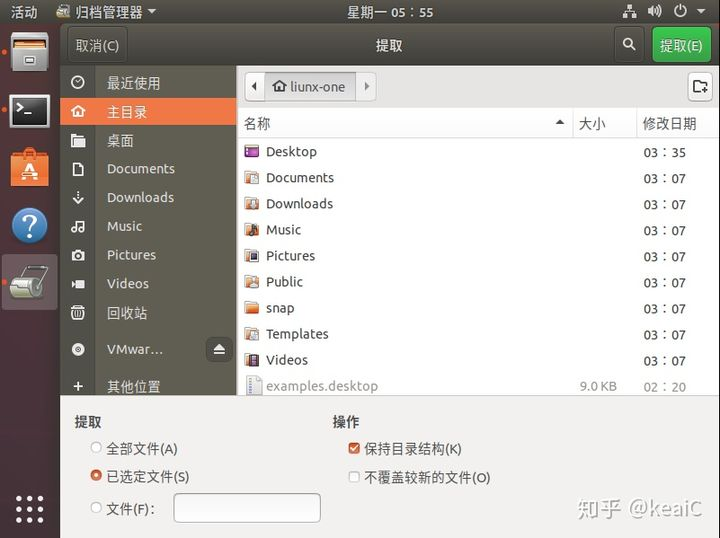 活动 归档管理器 星期一 05：55
取消(C) 提取 提取(E)
最近使用
主目录
桌面
Documents
Downloads
Music
Pictures
Videos
回收站
VMwar…
其他位置
liunx-one
名称 大小 修改日期
Desktop 03：35
Documents 03：07
Downloads 03：07
Music 03：07
Pictures 03：07
Public 03：07
snap 03：07
Templates 03：07
Videos 03：07
examples.desktop 9.0 KB 02：20
提取 操作
全部文件(A) 保持目录结构(K)
已选定文件(S) 不覆盖较新的文件(O)
文件(F)：
知乎 @keaiC